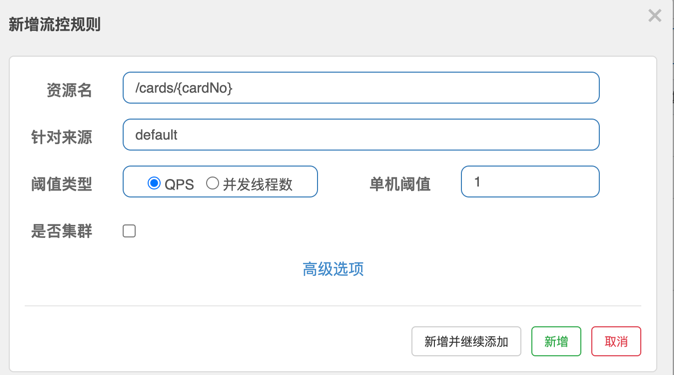 新增流控规则
×
资源名 /cards/{cardNo}
针对来源 default
阈值类型 QPS 并发线程数 单机阈值 1
是否集群
高级选项
新增并继续添加 新增 取消